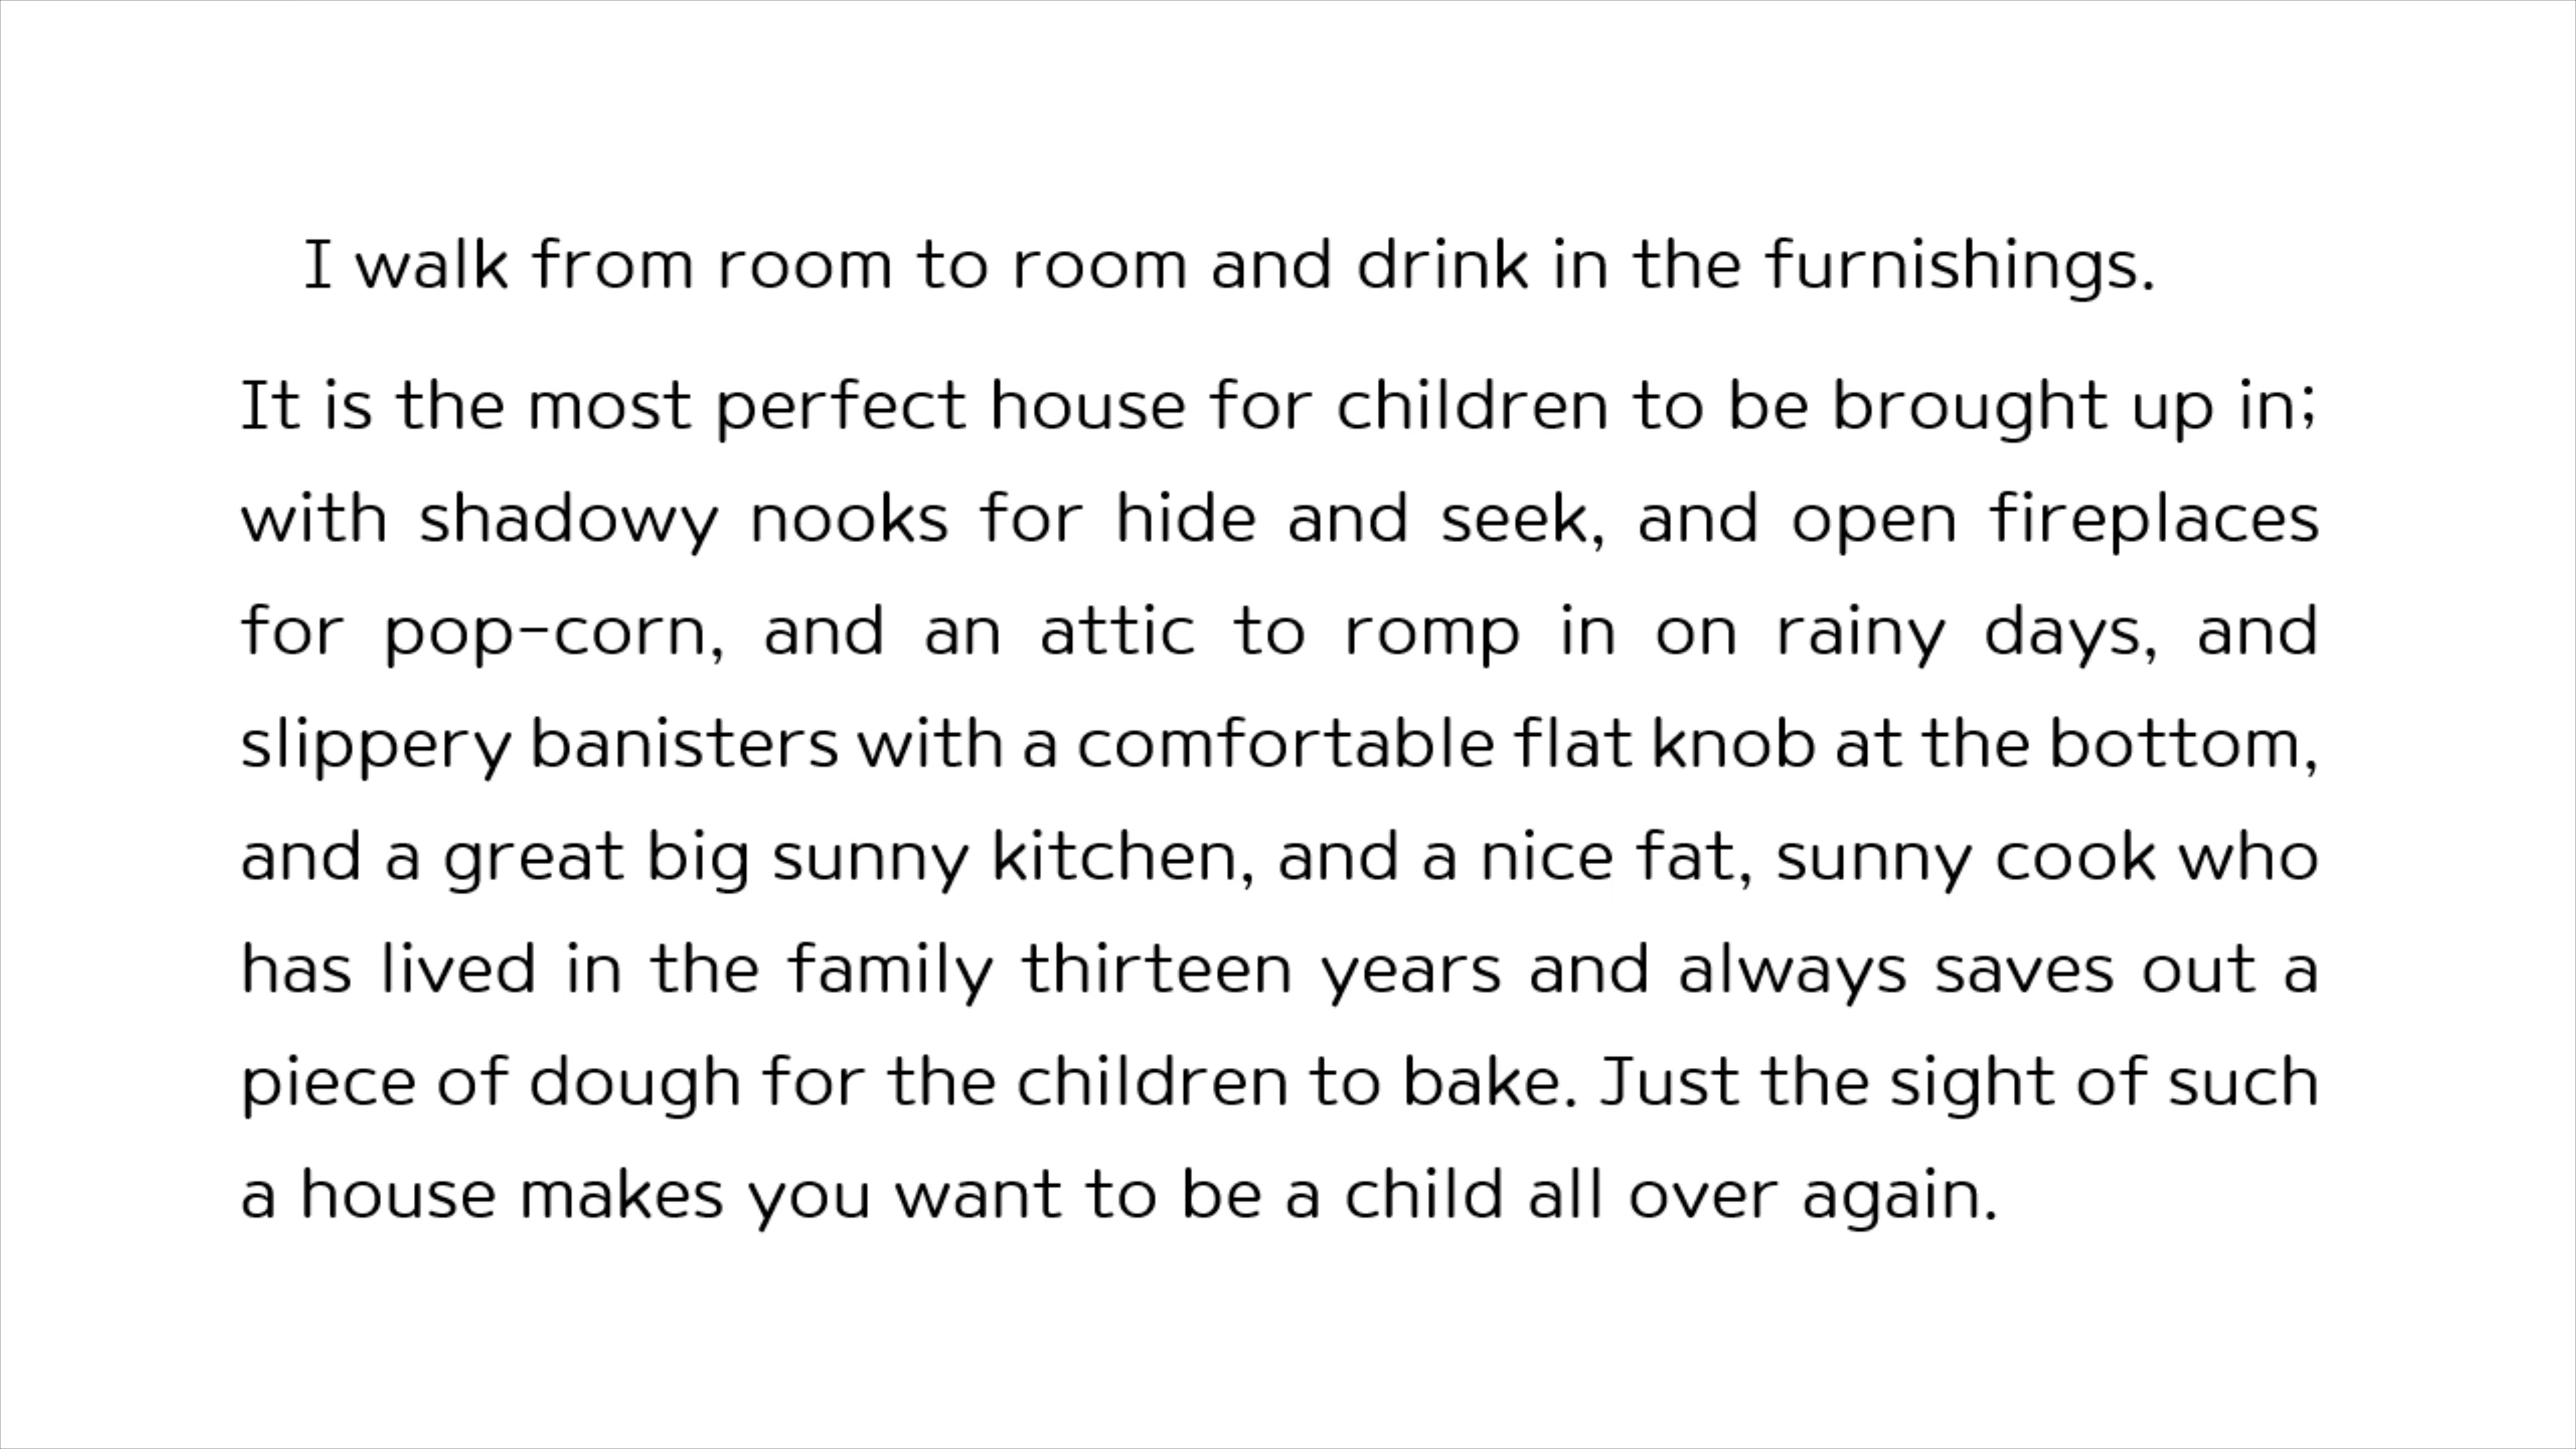 I walk from room to room and drink in the furnishings.
It is the most perfect house for children to be brought up in;
with shadowy nooks for hide and seek, and open fireplaces
for pop-corn, and an attic to romp in on rainy days, and
slippery banisters with a comfortable flat knob at the bottom,
and a great big sunny kitchen, and a nice fat, sunny cook who
has lived in the family thirteen years and always saves out a
piece of dough for the children to bake. Just the sight of such
a house makes you want to be a child all over again.